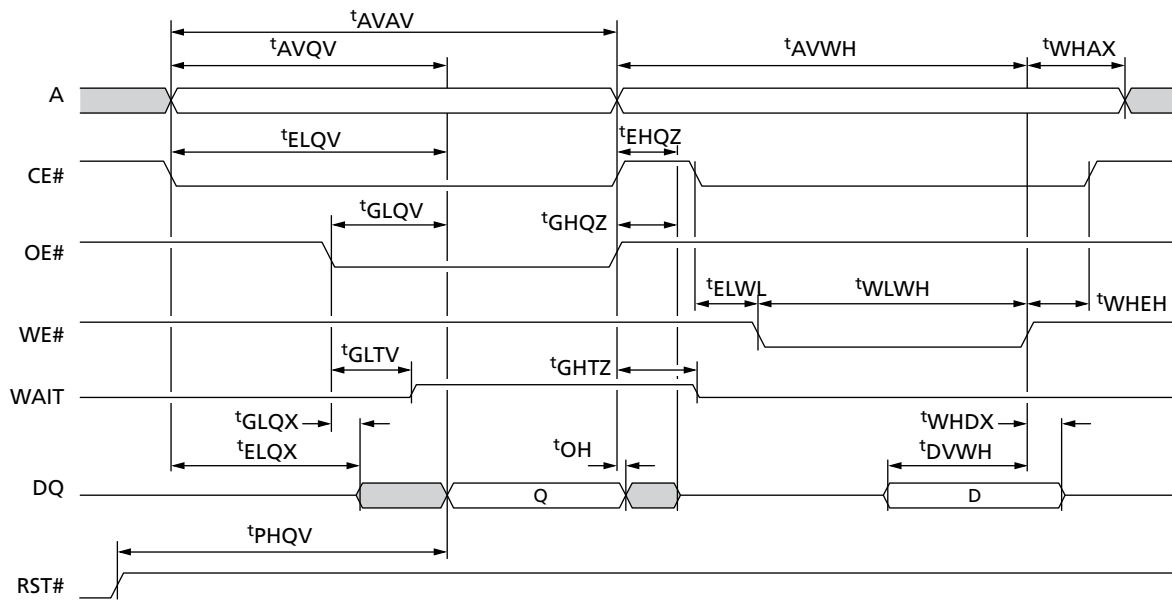 tAVAV
tAVQV
tAVWH
tWHAX
A
tELQV
tEHQZ
CE#
tGLQV
tGHQZ
OE#
tELWL
tWLWH
tWHEH
WE#
tGLTV
tGHTZ
WAIT
tGLQX
tWHDX
tELQX
tOH
tDVWH
DQ
Q
D
tPHQV
RST#